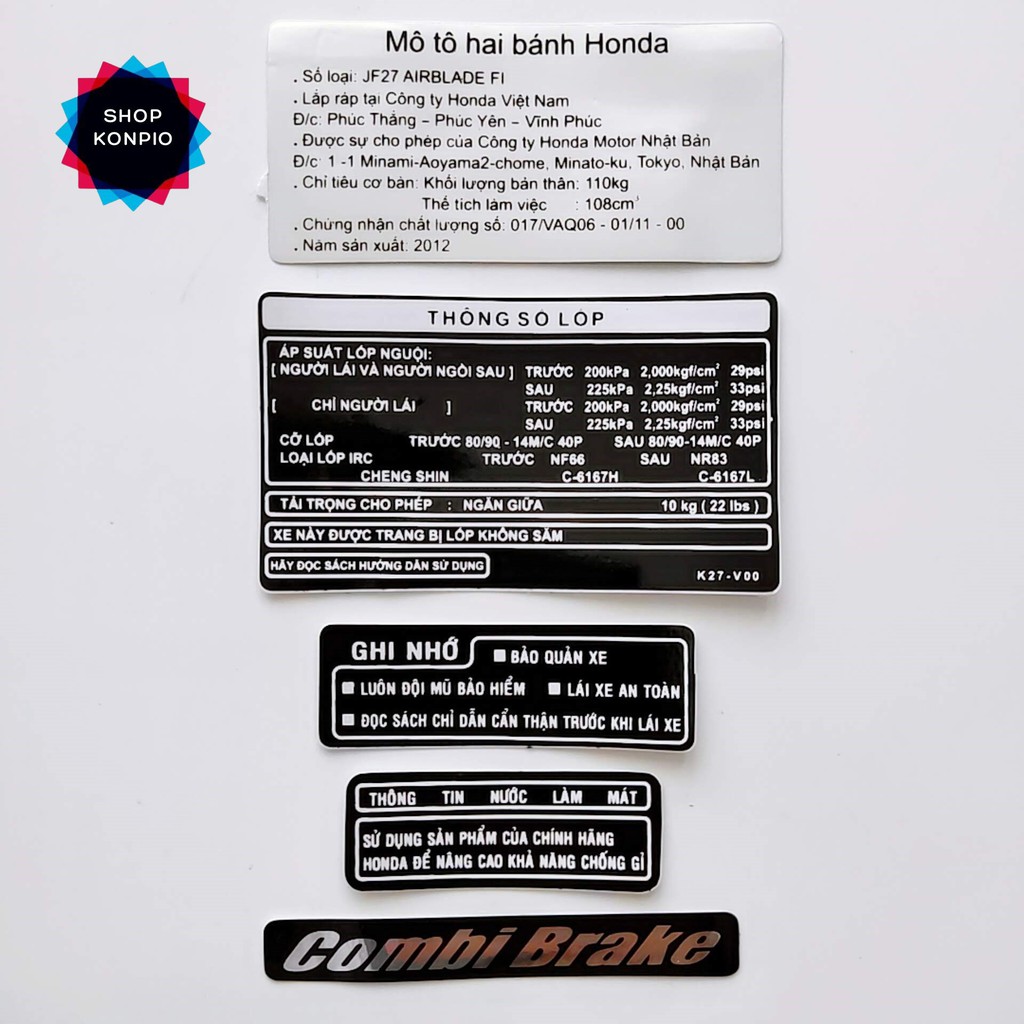 SHOP
KONPIO
Mô tô hai bánh Honda
. Số loại: JF27 AIRBLADE FI
. Lắp ráp tại Công ty Honda Việt Nam
Đ/c: Phúc Thắng - Phúc Yên - Vĩnh Phúc
. Được sự cho phép của Công ty Honda Motor Nhật Bản
Đ/c: 1 -1 Minami-Aoyama2-chome, Minato-ku, Tokyo, Nhật Bản
. Chỉ tiêu cơ bản: Khối lượng bản thân: 110kg
Thể tích làm việc : 108cm³
. Chứng nhận chất lượng số: 017/VAQ06 - 01/11 - 00
. Năm sản xuất: 2012
THÔNG SỐ LỐP
ÁP SUẤT LỐP NGUỘI:
[ NGƯỜI LÁI VÀ NGƯỜI NGỒI SAU ] TRƯỚC 200kPa 2,000kgf/cm² 29psi
SAU 225kPa 2,25kgf/cm² 33psi
[ CHỈ NGƯỜI LÁI ] TRƯỚC 200kPa 2,000kgf/cm² 29psi
SAU 225kPa 2,25kgf/cm² 33psi
CỠ LỐP TRƯỚC 80/90 - 14M/C 40P SAU 80/90-14M/C 40P
LOẠI LỐP IRC TRƯỚC NF66 SAU NR83
CHENG SHIN C-6167H C-6167L
TẢI TRỌNG CHO PHÉP : NGĂN GIỮA 10 kg ( 22 lbs )
XE NÀY ĐƯỢC TRANG BỊ LỐP KHÔNG SĂM
HÃY ĐỌC SÁCH HƯỚNG DẪN SỬ DỤNG
K27-V00
GHI NHỚ
■ BẢO QUẢN XE
■ LUÔN ĐỘI MŨ BẢO HIỂM ■ LÁI XE AN TOÀN
■ ĐỌC SÁCH CHỈ DẪN CẨN THẬN TRƯỚC KHI LÁI XE
THÔNG TIN NƯỚC LÀM MÁT
SỬ DỤNG SẢN PHẨM CỦA CHÍNH HÃNG
HONDA ĐỂ NÂNG CAO KHẢ NĂNG CHỐNG GỈ
Combi Brake